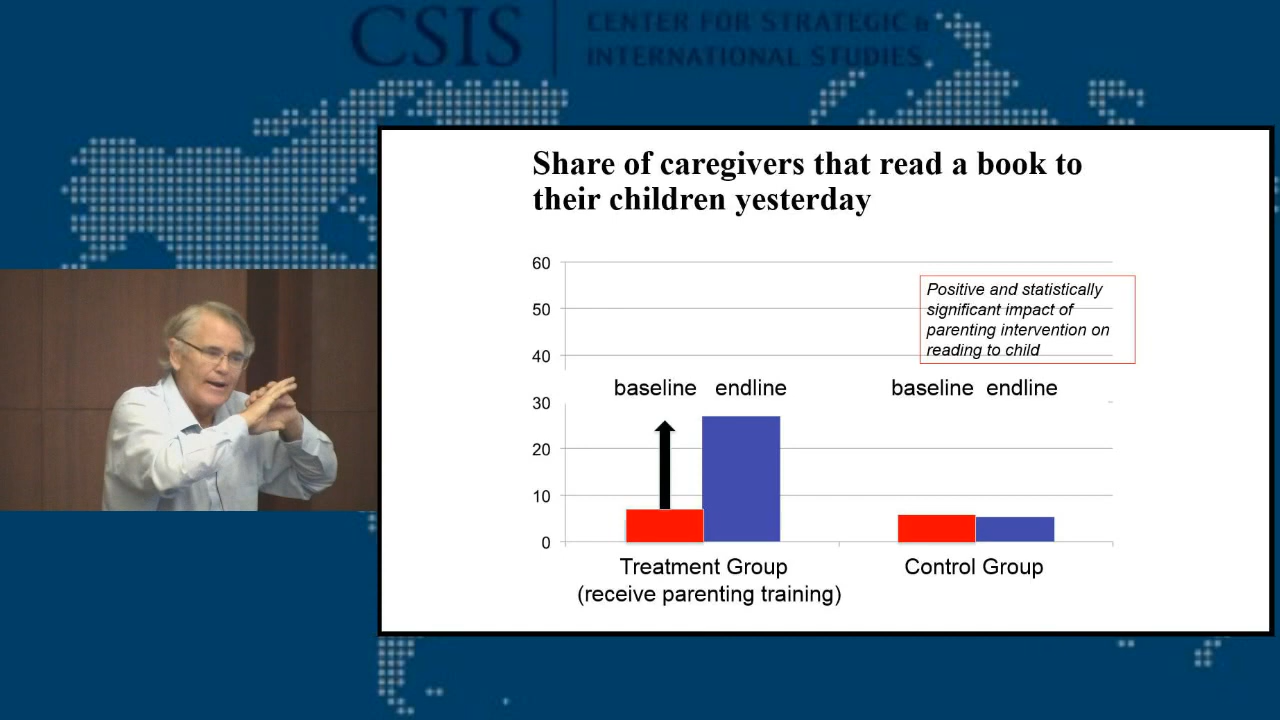 CSIS
CENTER FOR STRATEGIC &
INTERNATIONAL STUDIES
Share of caregivers that read a book to
their children yesterday
60
50
40
30
20
10
0
Positive and statistically
significant impact of
parenting intervention on
reading to child
baseline endline
baseline endline
Treatment Group
(receive parenting training)
Control Group